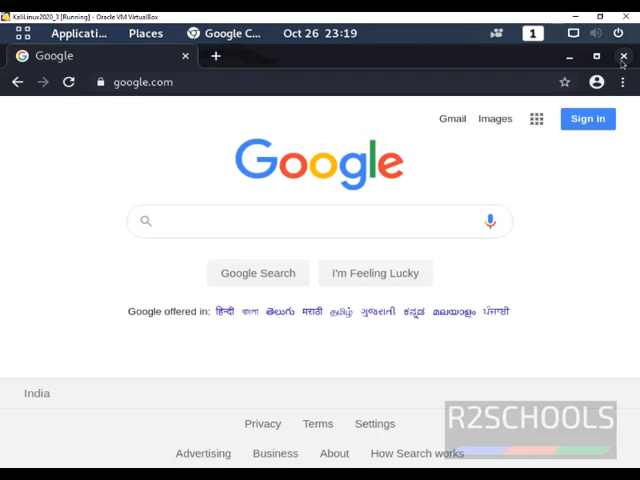 KaliLinux2020_3 [Running] - Oracle VM VirtualBox
Applicati... Places Google C... Oct 26 23:19 1
Google
google.com
Gmail Images Sign in
Google
Google Search I'm Feeling Lucky
Google offered in: हिन्दी বাংলা తెలుగు मराठी தமிழ் ગુજરાતી ಕನ್ನಡ മലയാളം ਪੰਜਾਬੀ
India
R2SCHOOLS
Privacy Terms Settings
Advertising Business About How Search works